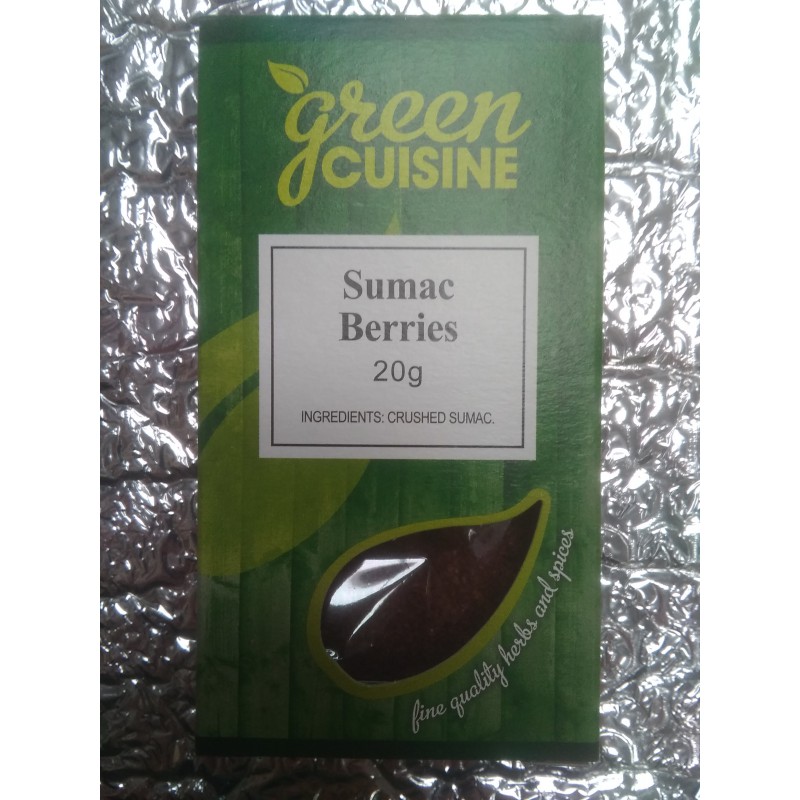 green
CUISINE
Sumac
Berries
20g
INGREDIENTS: CRUSHED SUMAC.
fine quality herbs and spices